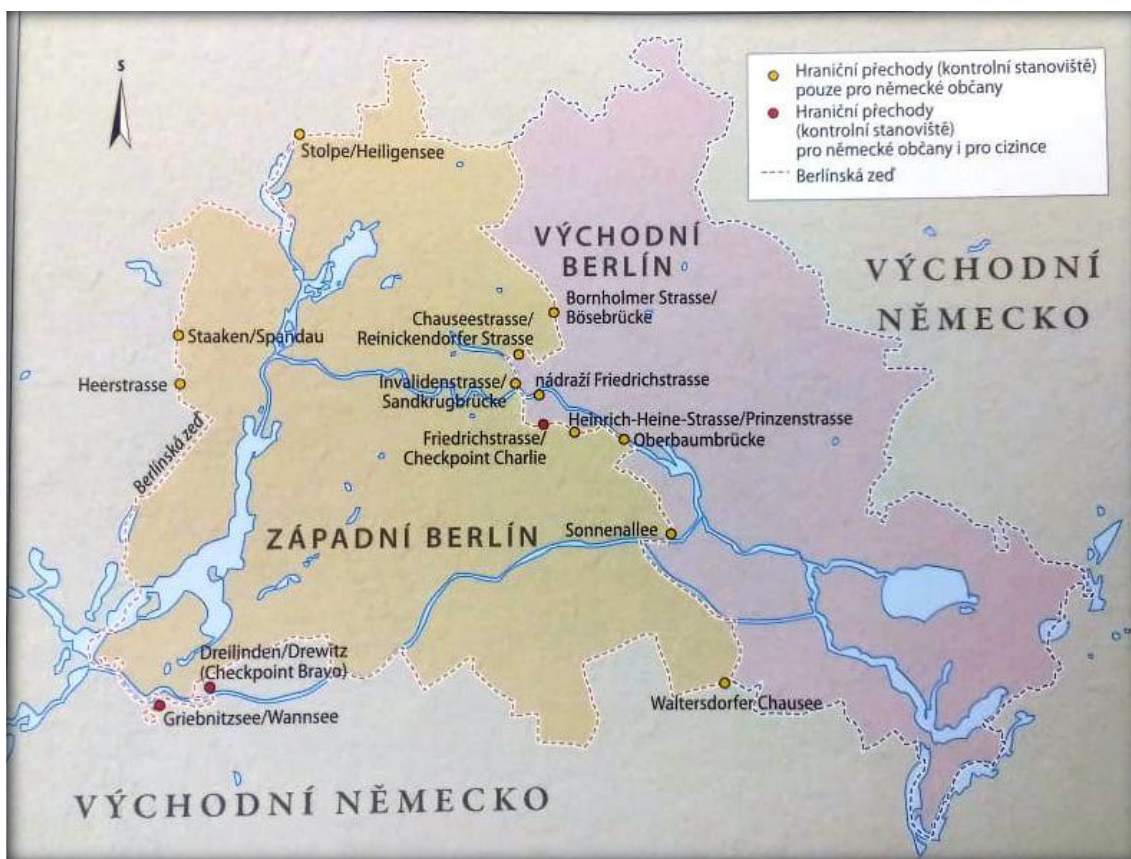 S
Hraniční přechody (kontrolní stanoviště)
pouze pro německé občany
Hraniční přechody
(kontrolní stanoviště)
pro německé občany i pro cizince
Berlínská zeď
Stolpe/Heiligensee
VÝCHODNÍ
BERLÍN
VÝCHODNÍ
NĚMECKO
Bornholmer Strasse/
Bösebrücke
Chauseestrasse/
Reinickendorfer Strasse
Staaken/Spandau
Heerstrasse
Invalidenstrasse/
Sandkrugbrücke
nádraží Friedrichstrasse
Heinrich-Heine-Strasse/Prinzenstrasse
Oberbaumbrücke
Friedrichstrasse/
Checkpoint Charlie
Berlínská zeď
ZÁPADNÍ BERLÍN
Sonnenallee
Dreilinden/Drewitz
(Checkpoint Bravo)
Griebnitzsee/Wannsee
Waltersdorfer Chausee
VÝCHODNÍ NĚMECKO